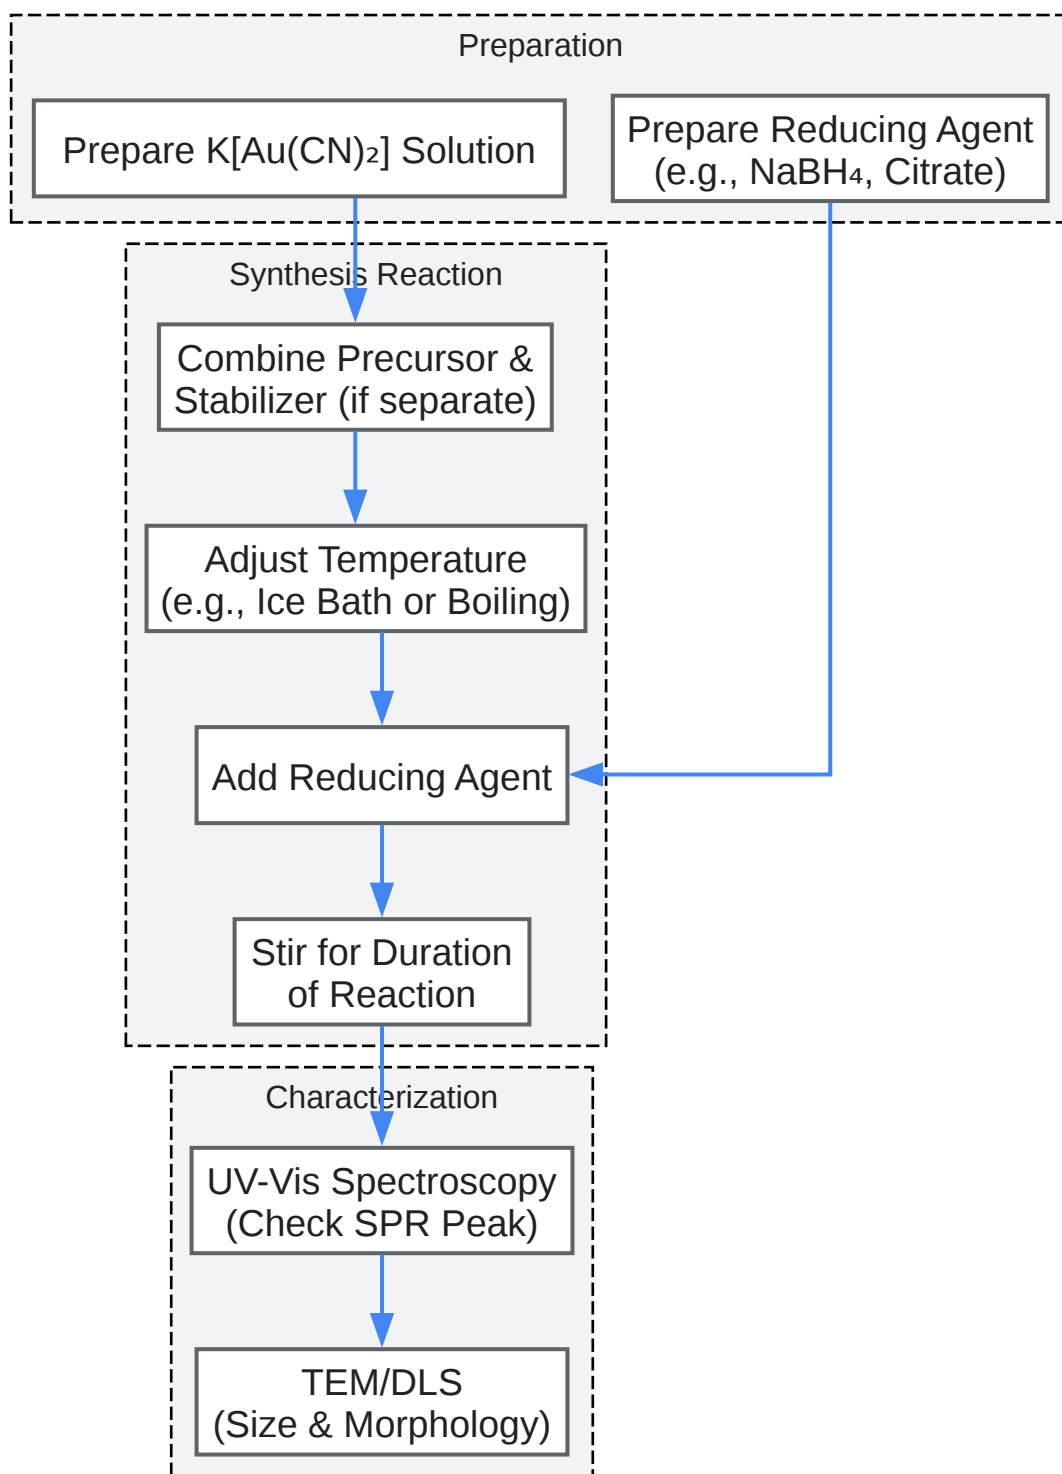 Preparation
Prepare K[Au(CN)₂] Solution
Prepare Reducing Agent
(e.g., NaBH₄, Citrate)
Synthesis Reaction
Combine Precursor &
Stabilizer (if separate)
Adjust Temperature
(e.g., Ice Bath or Boiling)
Add Reducing Agent
Stir for Duration
of Reaction
Characterization
UV-Vis Spectroscopy
(Check SPR Peak)
TEM/DLS
(Size & Morphology)